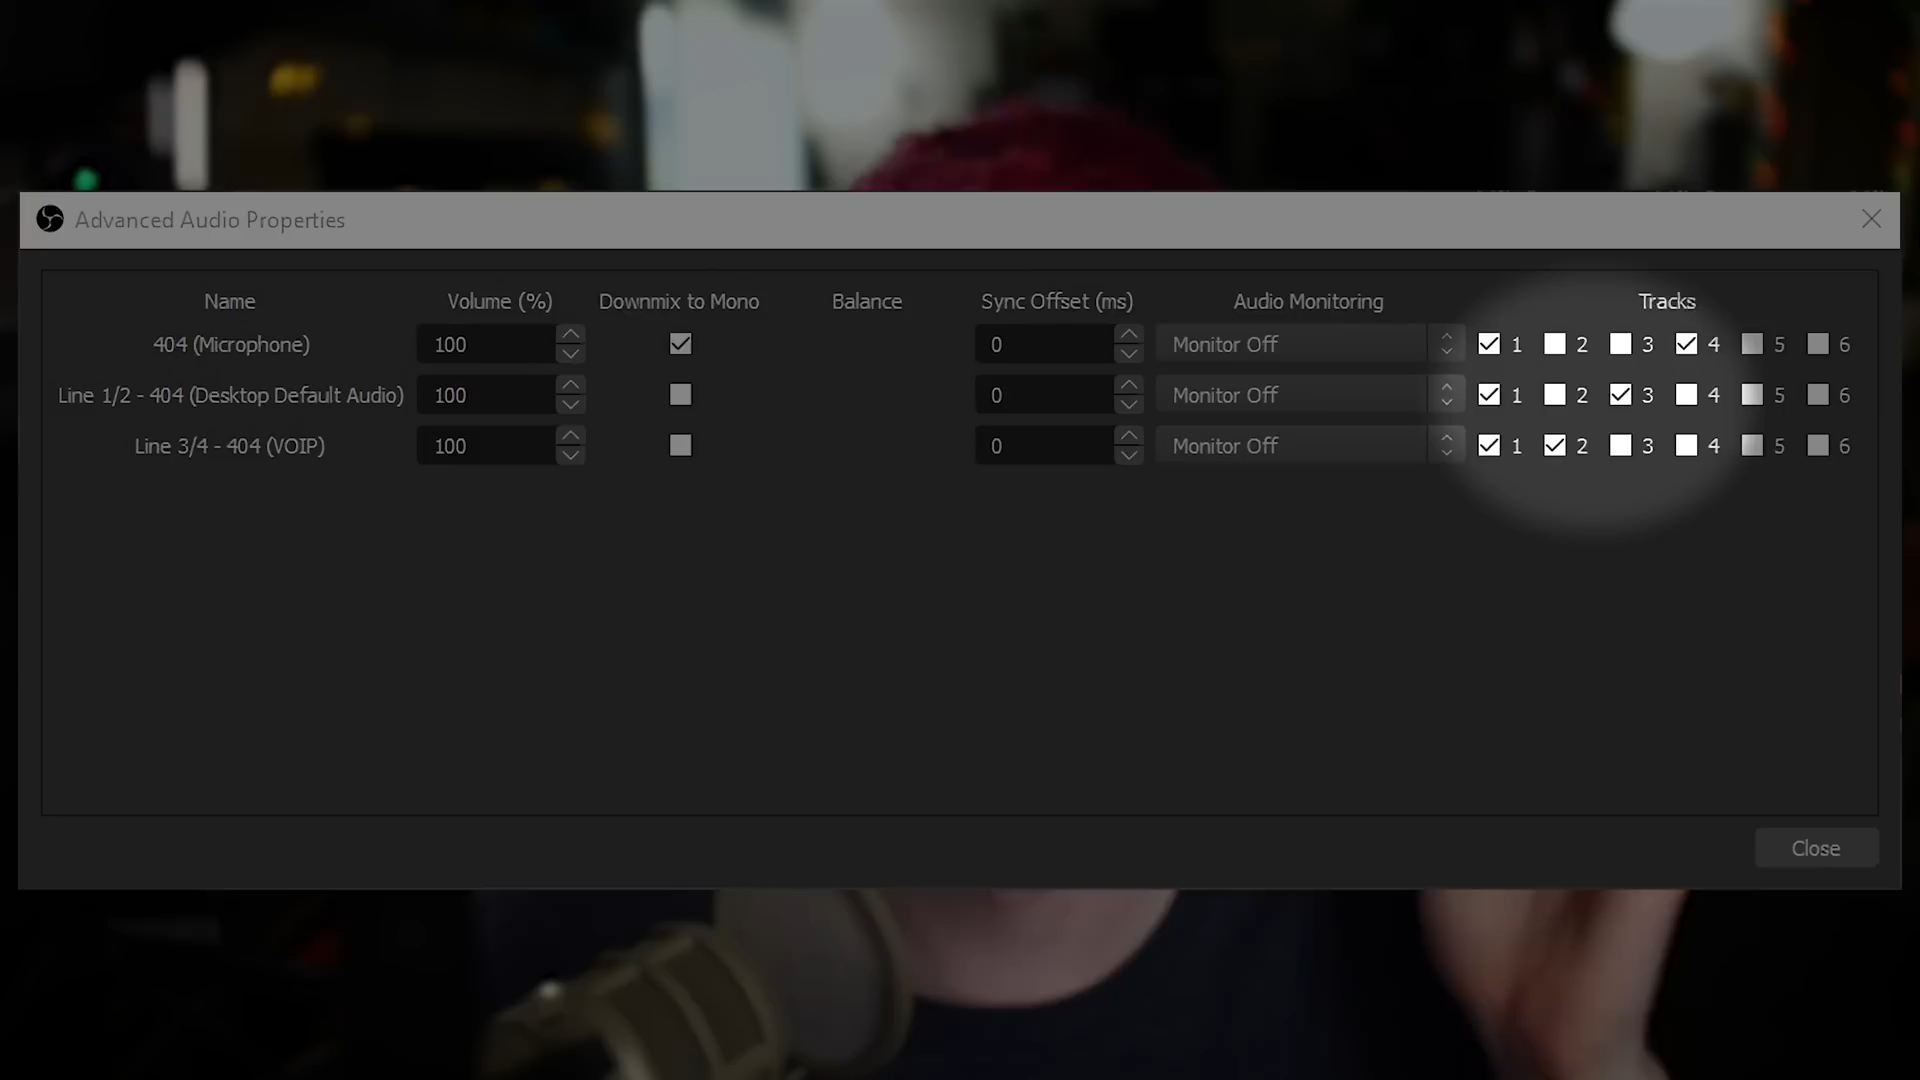 Advanced Audio Properties
Name Volume (%) Downmix to Mono Balance Sync Offset (ms) Audio Monitoring Tracks
404 (Microphone) 100 0 Monitor Off 1 2 3 4 5 6
Line 1/2 - 404 (Desktop Default Audio) 100 0 Monitor Off 1 2 3 4 5 6
Line 3/4 - 404 (VOIP) 100 0 Monitor Off 1 2 3 4 5 6
Close